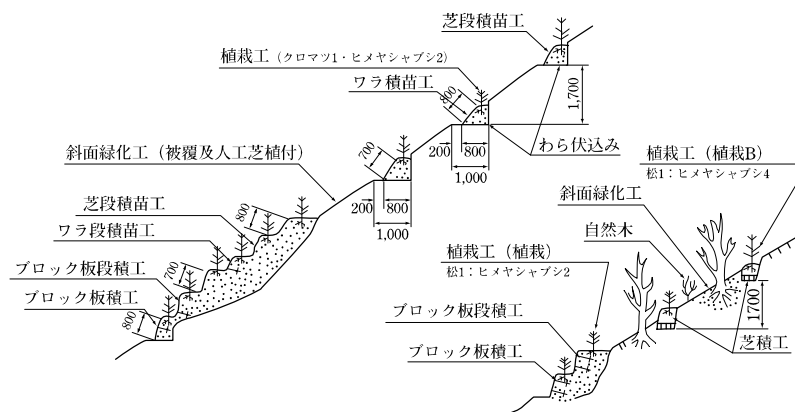 芝段積苗工
植栽工（クロマツ1・ヒメヤシャブシ2）
ワラ積苗工
800
1,700
わら伏込み
200
800
1,000
700
200
800
1,000
斜面緑化工（被覆及人工芝植付）
芝段積苗工
800
ワラ段積苗工
ブロック板段積工
700
ブロック板積工
800
植栽工（植栽B）
松1：ヒメヤシャブシ4
斜面緑化工
自然木
植栽工（植栽）
松1：ヒメヤシャブシ2
1700
ブロック板段積工
芝積工
ブロック板積工